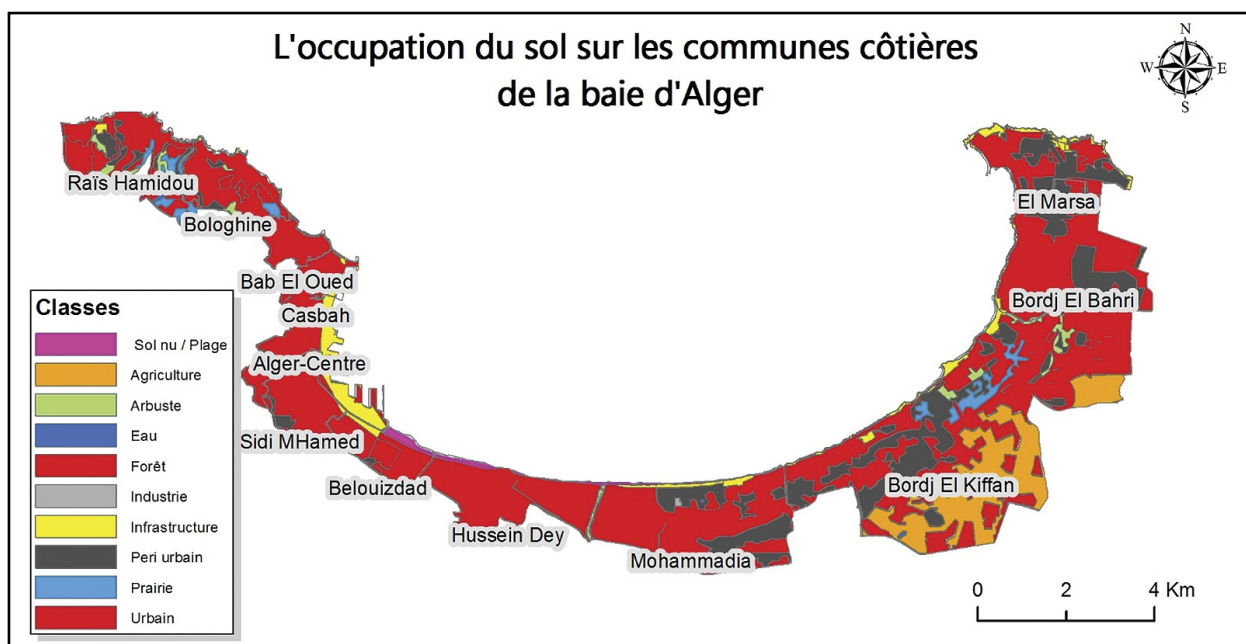 L'occupation du sol sur les communes côtières
de la baie d'Alger
N
W E
S
Raïs Hamidou
Bologhine
Bab El Oued
Casbah
Alger-Centre
Sidi MHamed
Belouizdad
Hussein Dey
Mohammadia
Bordj El Kiffan
Bordj El Bahri
El Marsa
Classes
Sol nu / Plage
Agriculture
Arbuste
Eau
Forêt
Industrie
Infrastructure
Peri urbain
Prairie
Urbain
0 2 4 Km